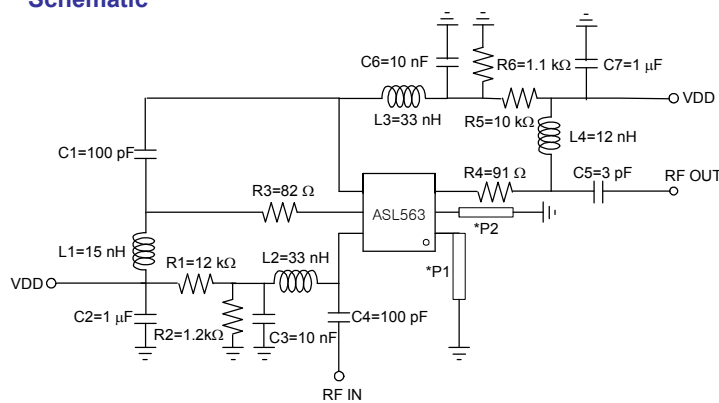 Schematic
C6=10 nF
R6=1.1 kΩ
C7=1 μF
VDD
L3=33 nH
R5=10 kΩ
L4=12 nH
C1=100 pF
R4=91 Ω
C5=3 pF
RF OUT
R3=82 Ω
ASL563
*P2
L1=15 nH
R1=12 kΩ
L2=33 nH
*P1
VDD
C2=1 μF
R2=1.2kΩ
C3=10 nF
C4=100 pF
RF IN